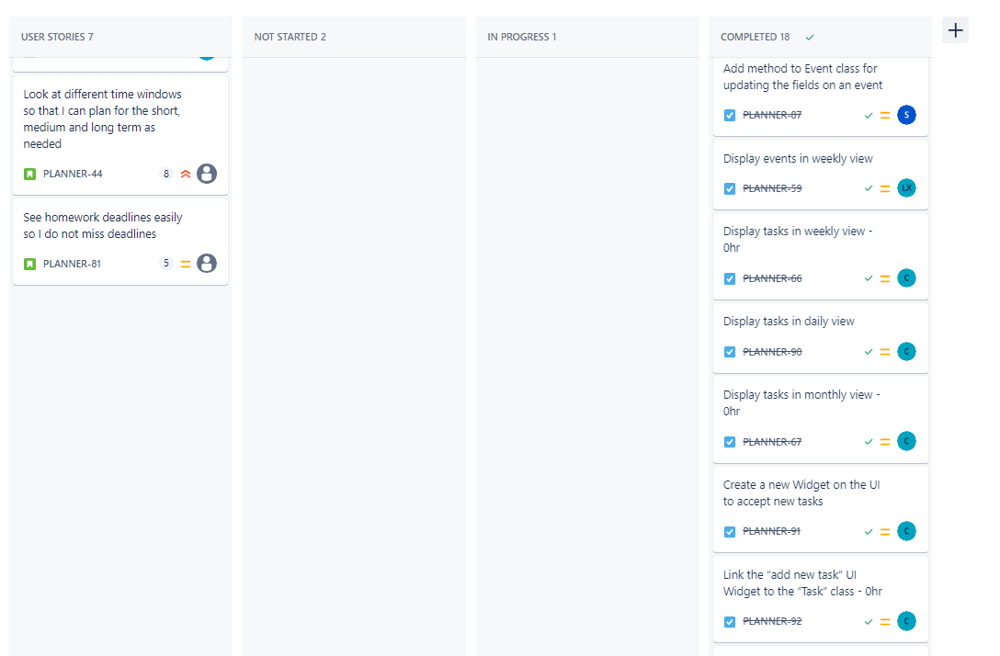 USER STORIES 7
NOT STARTED 2
IN PROGRESS 1
COMPLETED 18
Look at different time windows
so that I can plan for the short,
medium and long term as
needed
PLANNER-44
8
See homework deadlines easily
so I do not miss deadlines
PLANNER-81
5
Add method to Event class for
updating the fields on an event
PLANNER-87
S
Display events in weekly view
PLANNER-59
LX
Display tasks in weekly view -
0hr
PLANNER-66
C
Display tasks in daily view
PLANNER-90
C
Display tasks in monthly view -
0hr
PLANNER-67
C
Create a new Widget on the UI
to accept new tasks
PLANNER-91
C
Link the “add new task” UI
Widget to the “Task” class - 0hr
PLANNER-92
C